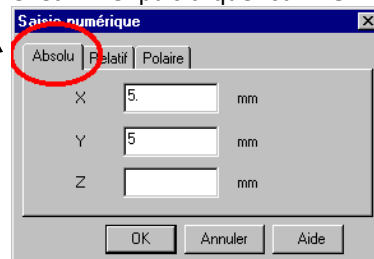 Saisie numérique
Absolu Relatif Polaire
X 5. mm
Y 5 mm
Z mm
OK Annuler Aide